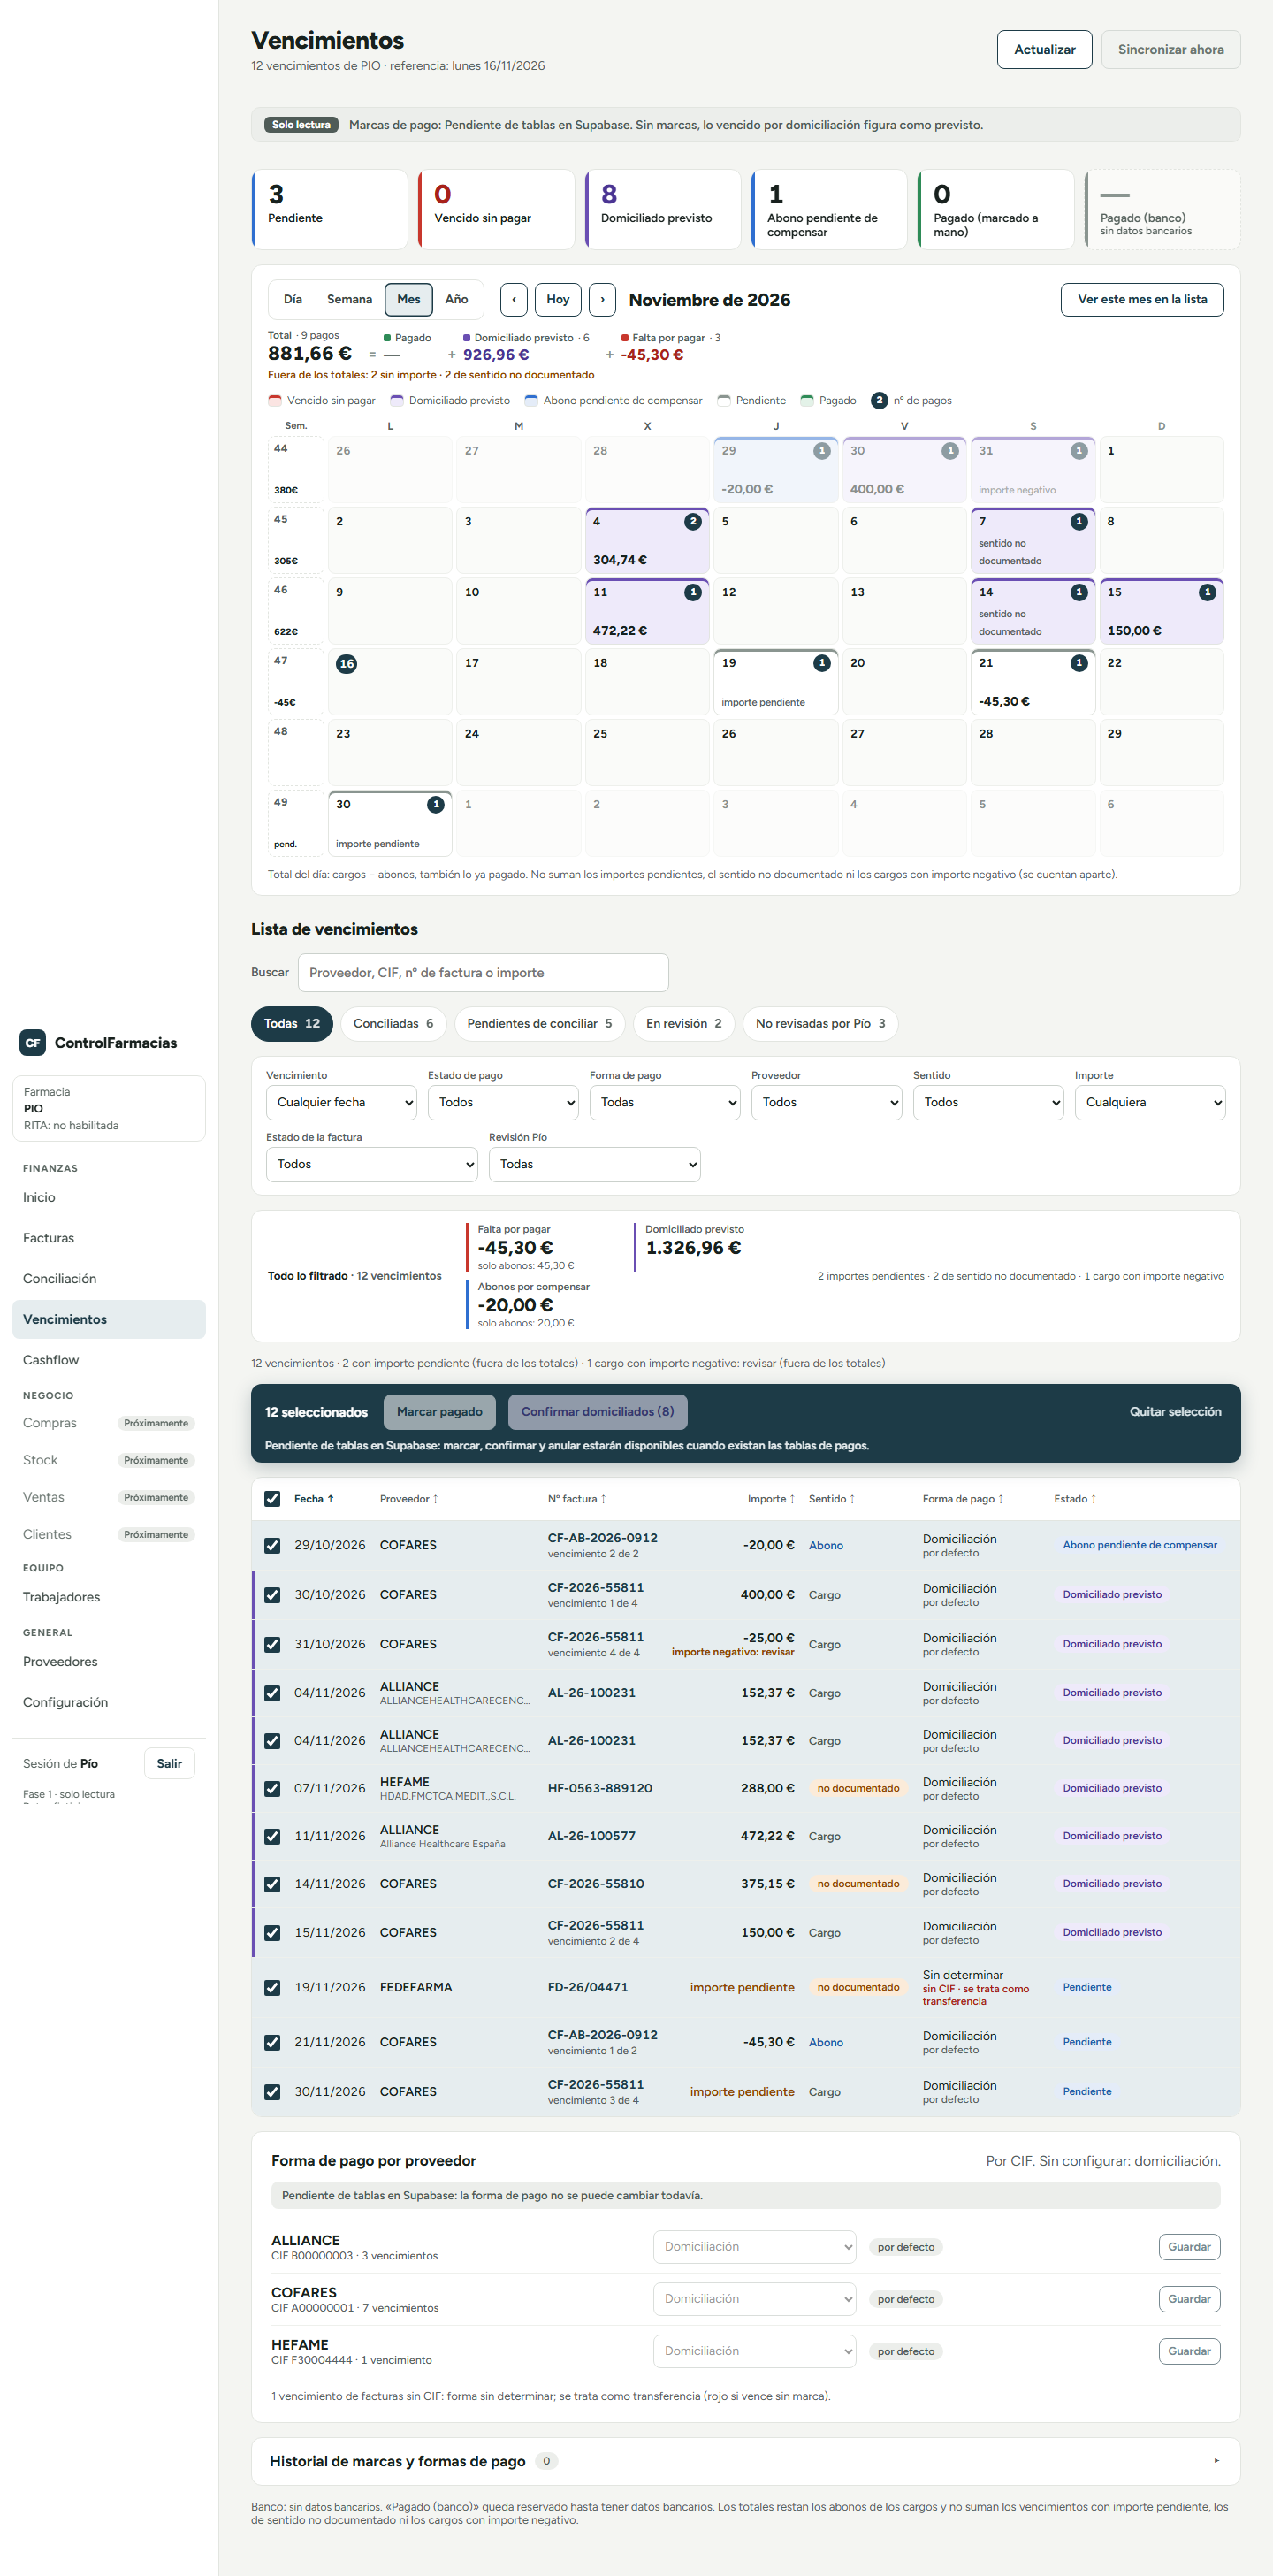 CF ControlFarmacias
Farmacia
PIO
RITA: no habilitada
FINANZAS
Inicio
Facturas
Conciliación
Vencimientos
Cashflow
NEGOCIO
Compras Próximamente
Stock Próximamente
Ventas Próximamente
Clientes Próximamente
EQUIPO
Trabajadores
GENERAL
Proveedores
Configuración
Sesión de Pío Salir
Fase 1 · solo lectura
Vencimientos
12 vencimientos de PIO · referencia: lunes 16/11/2026
Actualizar Sincronizar ahora
Solo lectura Marcas de pago: Pendiente de tablas en Supabase. Sin marcas, lo vencido por domiciliación figura como previsto.
3
Pendiente
0
Vencido sin pagar
8
Domiciliado previsto
1
Abono pendiente de
compensar
0
Pagado (marcado a
mano)
—
Pagado (banco)
sin datos bancarios
Día Semana Mes Año ‹ Hoy › Noviembre de 2026 Ver este mes en la lista
Total · 9 pagos Pagado Domiciliado previsto · 6 Falta por pagar · 3
881,66 € = — + 926,96 € + -45,30 €
Fuera de los totales: 2 sin importe · 2 de sentido no documentado
Vencido sin pagar Domiciliado previsto Abono pendiente de compensar Pendiente Pagado 2 nº de pagos
Sem. L M X J V S D
44 26 27 28 29 1 30 1 31 1 1
380€ -20,00 € 400,00 € importe negativo
45 2 3 4 2 5 6 7 1 8
sentido no
305€ 304,74 € documentado
46 9 10 11 1 12 13 14 1 15 1
sentido no
622€ 472,22 € documentado 150,00 €
47 16 17 18 19 1 20 21 1 22
-45€ importe pendiente -45,30 €
48 23 24 25 26 27 28 29
49 30 1 1 2 3 4 5 6
pend. importe pendiente
Total del día: cargos − abonos, también lo ya pagado. No suman los importes pendientes, el sentido no documentado ni los cargos con importe negativo (se cuentan aparte).
Lista de vencimientos
Buscar Proveedor, CIF, nº de factura o importe
Todas 12 Conciliadas 6 Pendientes de conciliar 5 En revisión 2 No revisadas por Pío 3
Vencimiento Estado de pago Forma de pago Proveedor Sentido Importe
Cualquier fecha Todos Todas Todos Todos Cualquiera
Estado de la factura Revisión Pío
Todos Todas
Todo lo filtrado · 12 vencimientos
Falta por pagar
-45,30 €
solo abonos: 45,30 €
Domiciliado previsto
1.326,96 €
Abonos por compensar
-20,00 €
solo abonos: 20,00 €
2 importes pendientes · 2 de sentido no documentado · 1 cargo con importe negativo
12 vencimientos · 2 con importe pendiente (fuera de los totales) · 1 cargo con importe negativo: revisar (fuera de los totales)
12 seleccionados Marcar pagado Confirmar domiciliados (8) Quitar selección
Pendiente de tablas en Supabase: marcar, confirmar y anular estarán disponibles cuando existan las tablas de pagos.
Fecha ↑ Proveedor ↕ Nº factura ↕ Importe ↕ Sentido ↕ Forma de pago ↕ Estado ↕
29/10/2026 COFARES CF-AB-2026-0912 -20,00 € Abono Domiciliación Abono pendiente de compensar
vencimiento 2 de 2 por defecto
30/10/2026 COFARES CF-2026-55811 400,00 € Cargo Domiciliación Domiciliado previsto
vencimiento 1 de 4 por defecto
31/10/2026 COFARES CF-2026-55811 -25,00 € Cargo Domiciliación Domiciliado previsto
vencimiento 4 de 4 importe negativo: revisar por defecto
04/11/2026 ALLIANCE AL-26-100231 152,37 € Cargo Domiciliación Domiciliado previsto
ALLIANCEHEALTHCARECENC... por defecto
04/11/2026 ALLIANCE AL-26-100231 152,37 € Cargo Domiciliación Domiciliado previsto
ALLIANCEHEALTHCARECENC... por defecto
07/11/2026 HEFAME HF-0563-889120 288,00 € no documentado Domiciliación Domiciliado previsto
HDAD.FMCTCA.MEDIT.,S.C.L. por defecto
11/11/2026 ALLIANCE AL-26-100577 472,22 € Cargo Domiciliación Domiciliado previsto
Alliance Healthcare España por defecto
14/11/2026 COFARES CF-2026-55810 375,15 € no documentado Domiciliación Domiciliado previsto
por defecto
15/11/2026 COFARES CF-2026-55811 150,00 € Cargo Domiciliación Domiciliado previsto
vencimiento 2 de 4 por defecto
19/11/2026 FEDEFARMA FD-26/04471 importe pendiente no documentado Sin determinar Pendiente
sin CIF · se trata como
transferencia
21/11/2026 COFARES CF-AB-2026-0912 -45,30 € Abono Domiciliación Pendiente
vencimiento 1 de 2 por defecto
30/11/2026 COFARES CF-2026-55811 importe pendiente Cargo Domiciliación Pendiente
vencimiento 3 de 4 por defecto
Forma de pago por proveedor Por CIF. Sin configurar: domiciliación.
Pendiente de tablas en Supabase: la forma de pago no se puede cambiar todavía.
ALLIANCE Domiciliación por defecto Guardar
CIF B00000003 · 3 vencimientos
COFARES Domiciliación por defecto Guardar
CIF A00000001 · 7 vencimientos
HEFAME Domiciliación por defecto Guardar
CIF F30004444 · 1 vencimiento
1 vencimiento de facturas sin CIF: forma sin determinar; se trata como transferencia (rojo si vence sin marca).
Historial de marcas y formas de pago 0
Banco: sin datos bancarios. «Pagado (banco)» queda reservado hasta tener datos bancarios. Los totales restan los abonos de los cargos y no suman los vencimientos con importe pendiente, los
de sentido no documentado ni los cargos con importe negativo.